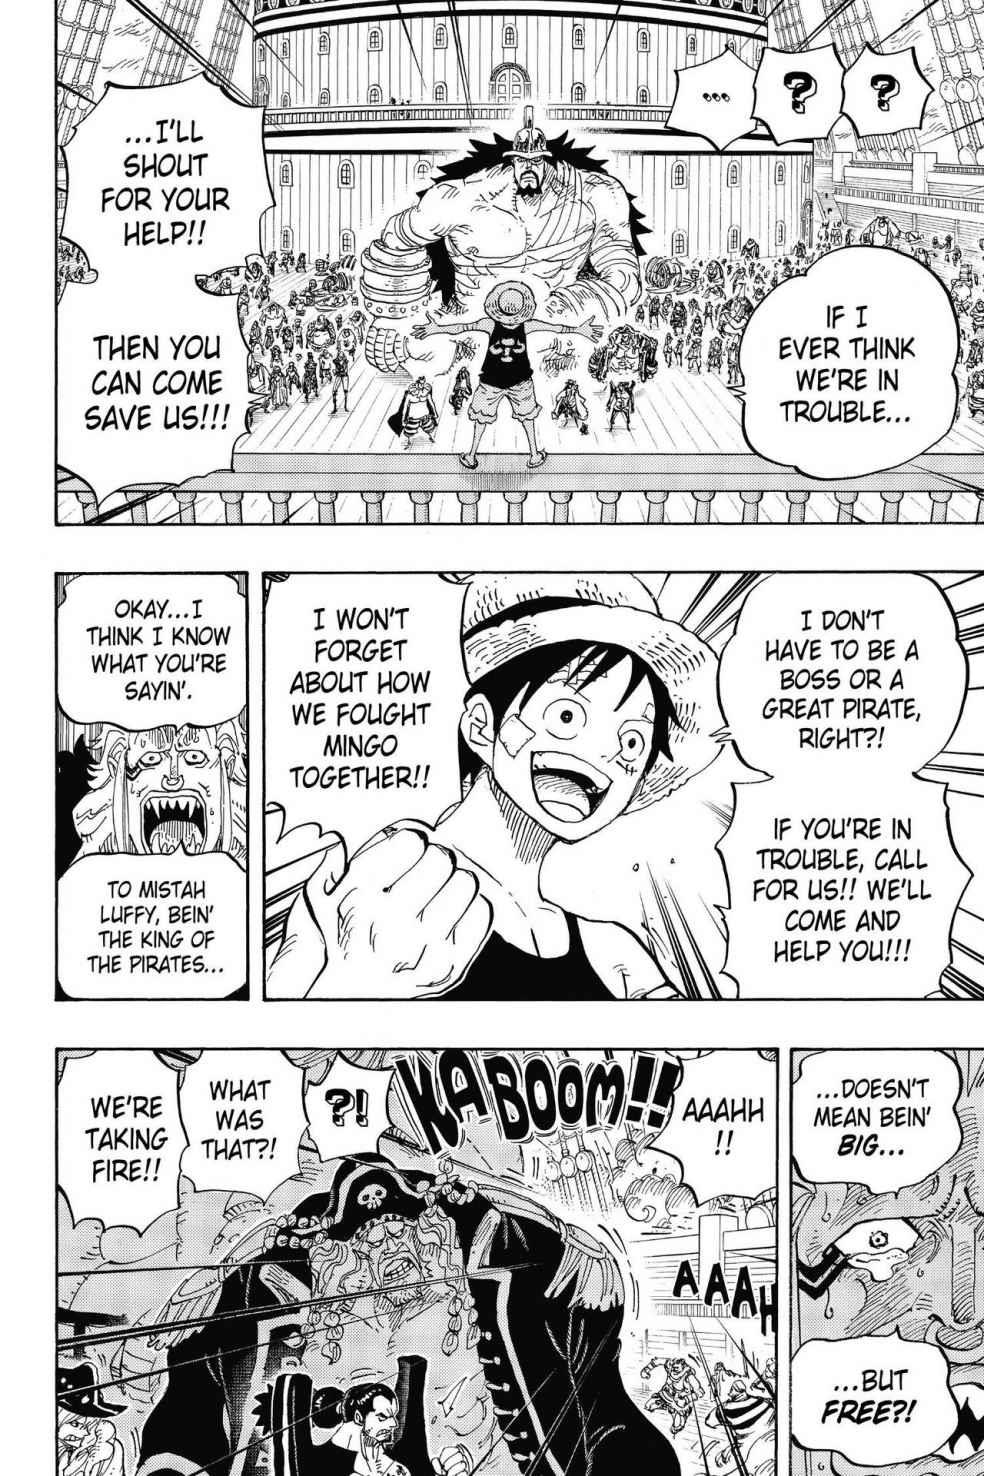 IF I
EVER THINK
WE'RE IN
TROUBLE...
...I'LL
SHOUT
FOR YOUR
HELP!!
THEN YOU
CAN COME
SAVE US!!!
?
?
...
I DON'T
HAVE TO BE A
BOSS OR A
GREAT PIRATE,
RIGHT?!
IF YOU'RE IN
TROUBLE, CALL
FOR US!! WE'LL
COME AND
HELP YOU!!!
I WON'T
FORGET
ABOUT HOW
WE FOUGHT
MINGO
TOGETHER!!
OKAY...I
THINK I KNOW
WHAT YOU'RE
SAYIN'.
TO MISTAH
LUFFY, BEIN'
THE KING OF
THE PIRATES...
...DOESN'T
MEAN BEIN'
BIG...
...BUT
FREE?!
KABOOM!!
AAAHH
!!
AAAH
?!
WHAT
WAS
THAT?!
WE'RE
TAKING
FIRE!!